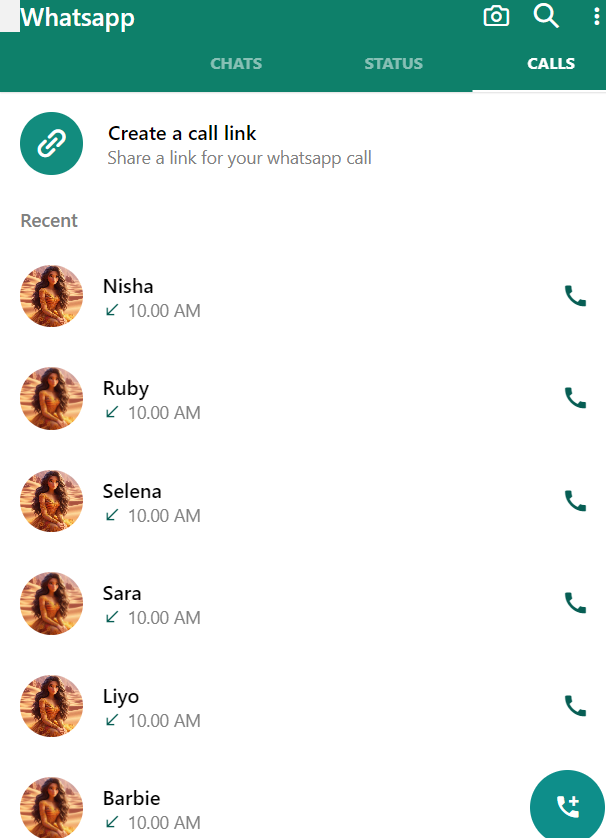 Whatsapp
CHATS STATUS CALLS
Create a call link
Share a link for your whatsapp call
Recent
Nisha
10.00 AM
Ruby
10.00 AM
Selena
10.00 AM
Sara
10.00 AM
Liyo
10.00 AM
Barbie
10.00 AM